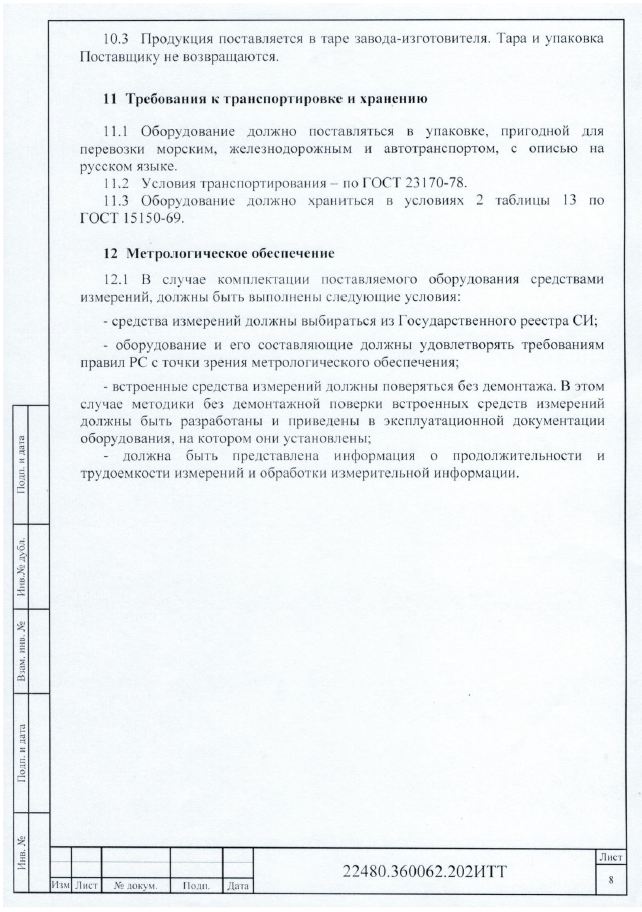 10.3 Продукция поставляется в таре завода-изготовителя. Тара и упаковка
Поставщику не возвращаются.
11 Требования к транспортировке и хранению
11.1 Оборудование должно поставляться в упаковке, пригодной для
перевозки морским, железнодорожным и автотранспортом, с описью на
русском языке.
11.2 Условия транспортирования – по ГОСТ 23170-78.
11.3 Оборудование должно храниться в условиях 2 таблицы 13 по
ГОСТ 15150-69.
12 Метрологическое обеспечение
12.1 В случае комплектации поставляемого оборудования средствами
измерений, должны быть выполнены следующие условия:
- средства измерений должны выбираться из Государственного реестра СИ;
- оборудование и его составляющие должны удовлетворять требованиям
правил РС с точки зрения метрологического обеспечения;
- встроенные средства измерений должны поверяться без демонтажа. В этом
случае методики без демонтажной поверки встроенных средств измерений
должны быть разработаны и приведены в эксплуатационной документации
оборудования, на котором они установлены;
- должна быть представлена информация о продолжительности и
трудоемкости измерений и обработки измерительной информации.
Подп. и дата
Инв.№ дубл.
Взам. инв. №
Подп. и дата
Инв. №
Изм Лист № докум. Подп. Дата
22480.360062.202ИТТ
Лист
8